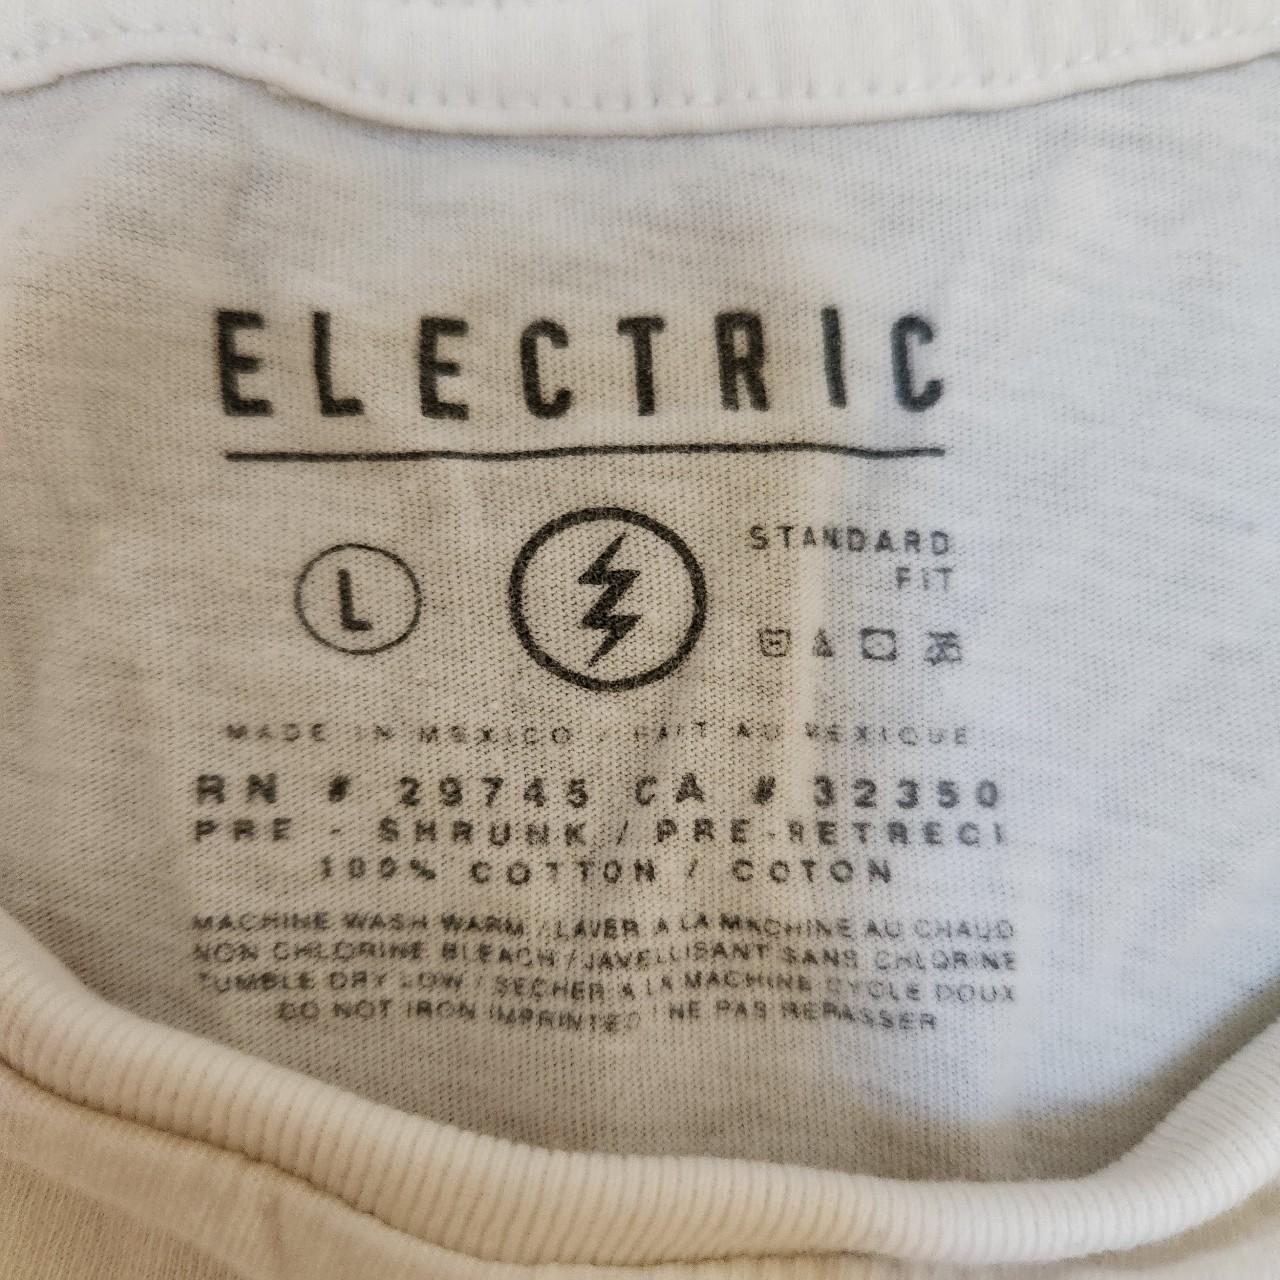 ELECTRIC
L
STANDARD
FIT
MADE IN MEXICO / FAIT AU MEXIQUE
RN # 29745 CA # 32350
PRE - SHRUNK / PRE-RETRECI
100% COTTON / COTON
MACHINE WASH WARM / LAVER A LA MACHINE AU CHAUD
NON CHLORINE BLEACH / JAVELLISANT SANS CHLORINE
TUMBLE DRY LOW / SECHER A LA MACHINE CYCLE DOUX
DO NOT IRON IMPRINTED / NE PAS REPASSER